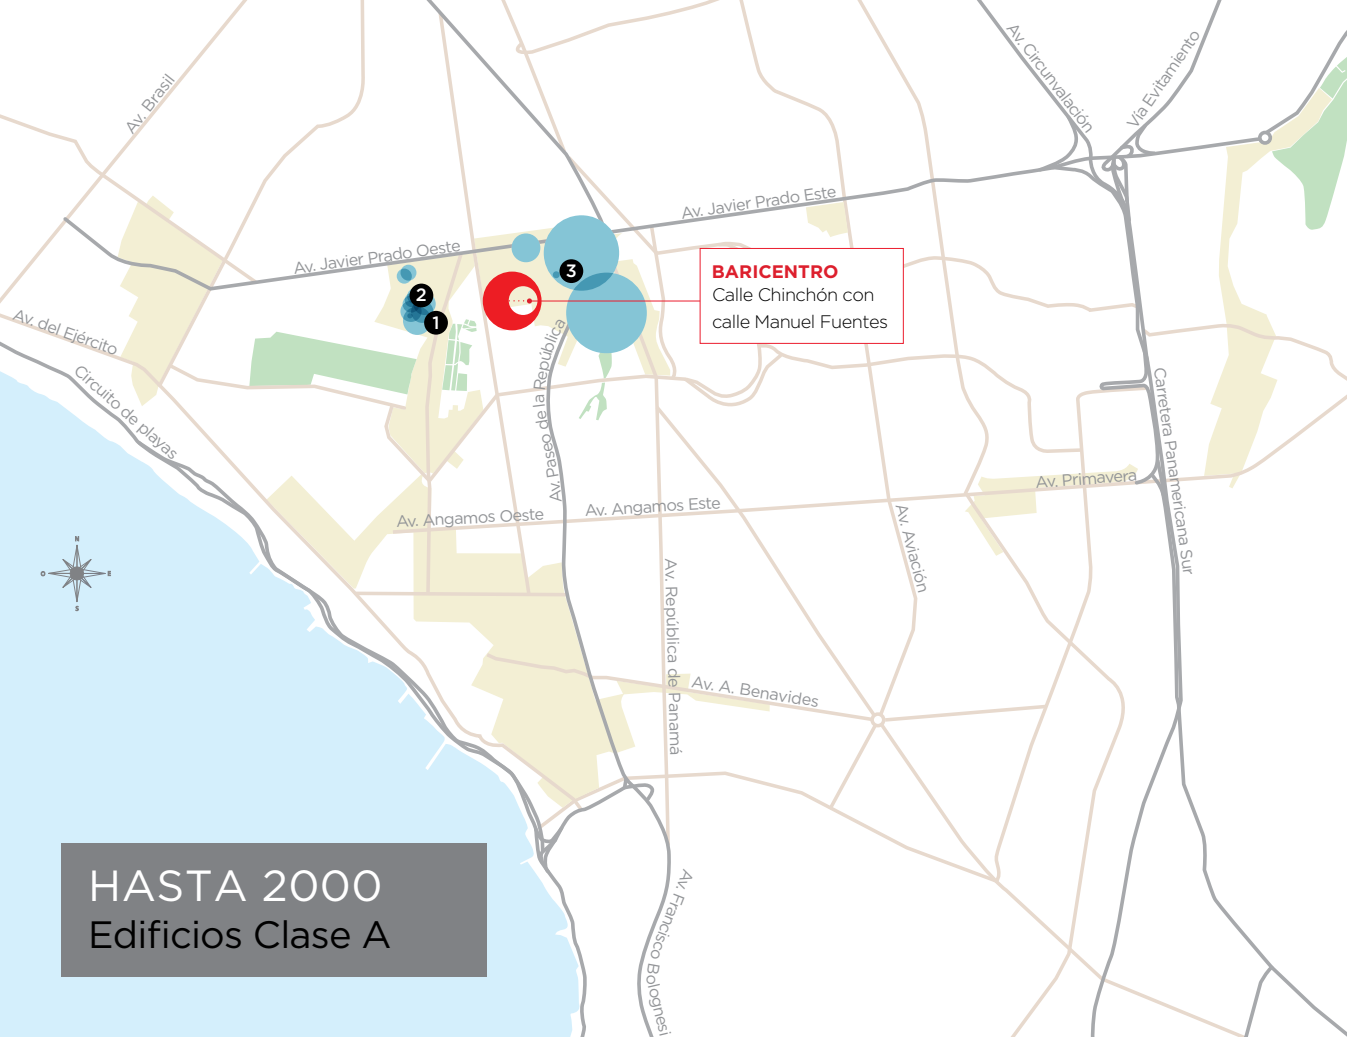 Av. Circunvalación
Vía Evitamiento
Av. Brasil
Av. Javier Prado Este
Av. Javier Prado Oeste
3
BARICENTRO
Calle Chinchón con
calle Manuel Fuentes
2
1
Av. del Ejército
Circuito de playas
Av. Paseo de la República
Carretera Panamericana Sur
Av. Primavera
Av. Angamos Oeste
Av. Angamos Este
Av. Aviación
N
O
E
S
Av. República de Panamá
Av. A. Benavides
HASTA 2000
Edificios Clase A
Av. Francisco Bolognesi